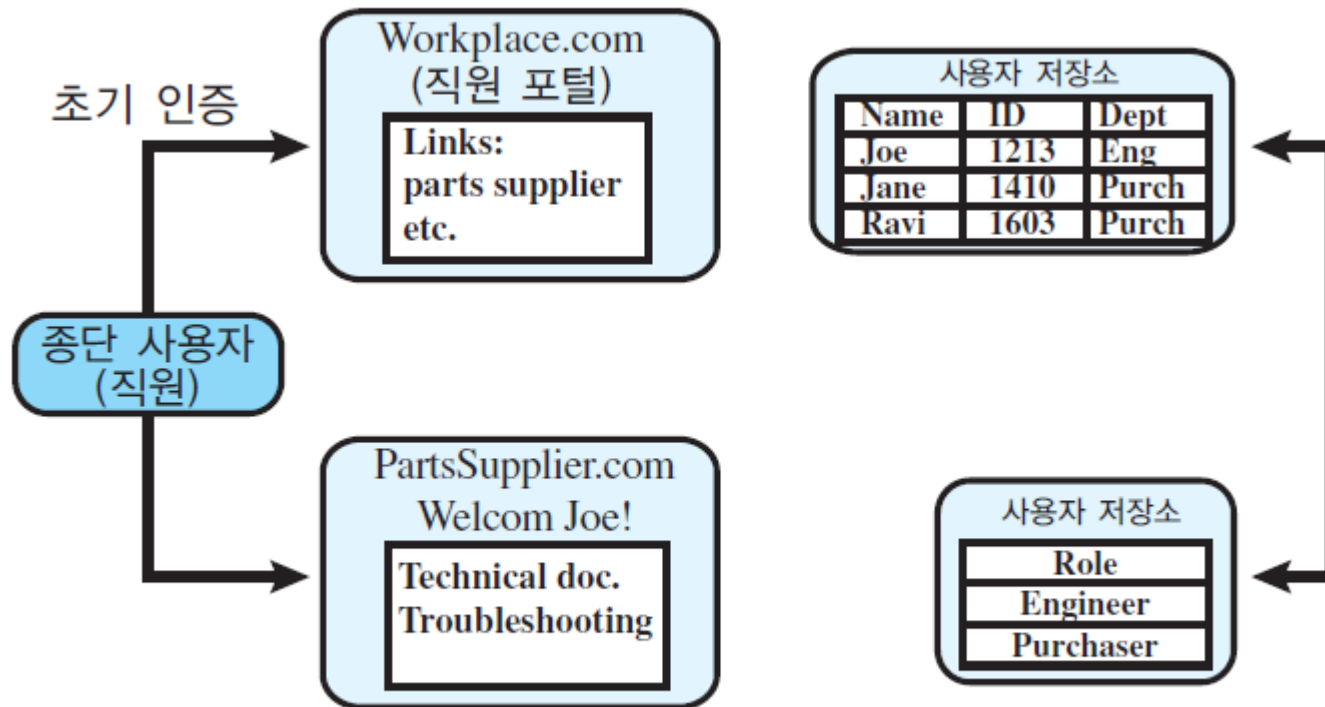 초기 인증
Workplace.com
(직원 포털)
Links:
parts supplier
etc.
사용자 저장소
Name ID Dept
Joe 1213 Eng
Jane 1410 Purch
Ravi 1603 Purch
종단 사용자
(직원)
PartsSupplier.com
Welcom Joe!
Technical doc.
Troubleshooting
사용자 저장소
Role
Engineer
Purchaser